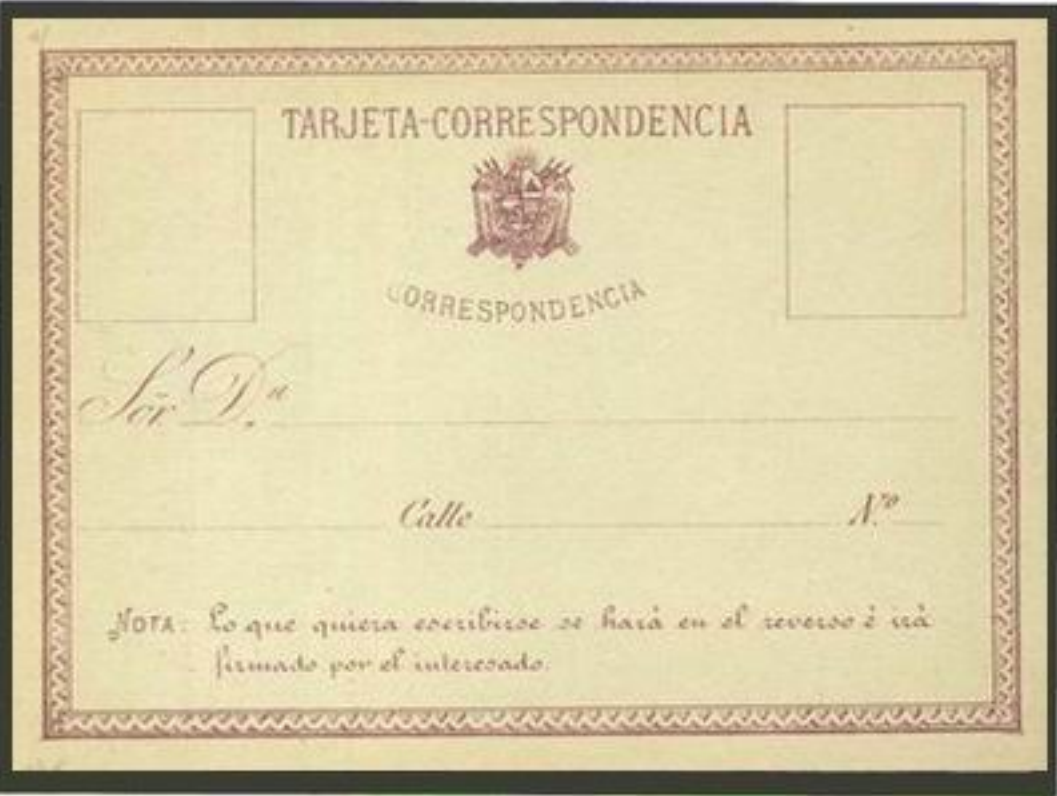 TARJETA-CORRESPONDENCIA
CORRESPONDENCIA
Sor. D.n
Calle N.o
NOTA: Lo que quiera escribirse se hará en el reverso é irá
firmado por el interesado.